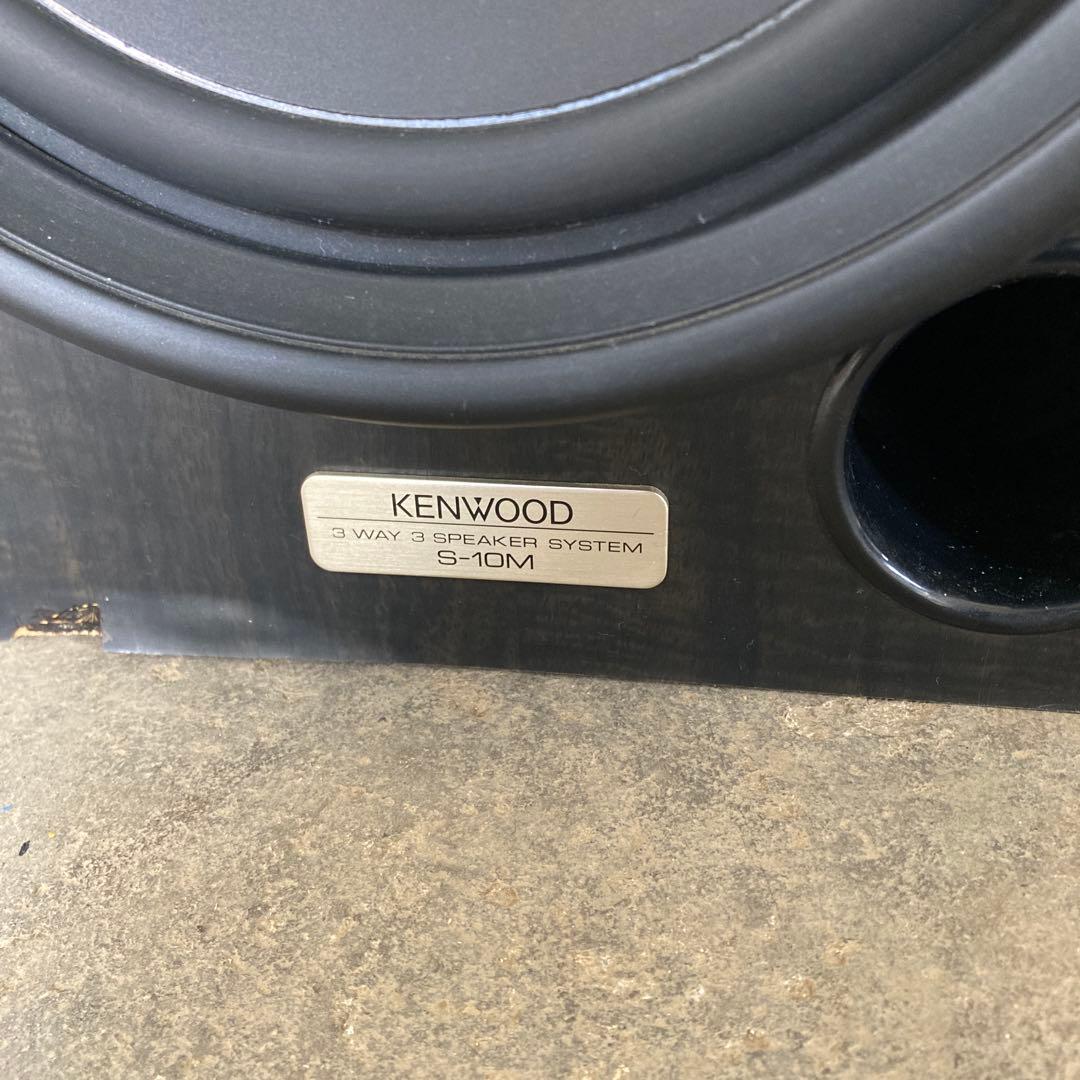 KENWOOD
3 WAY 3 SPEAKER SYSTEM
S-10M